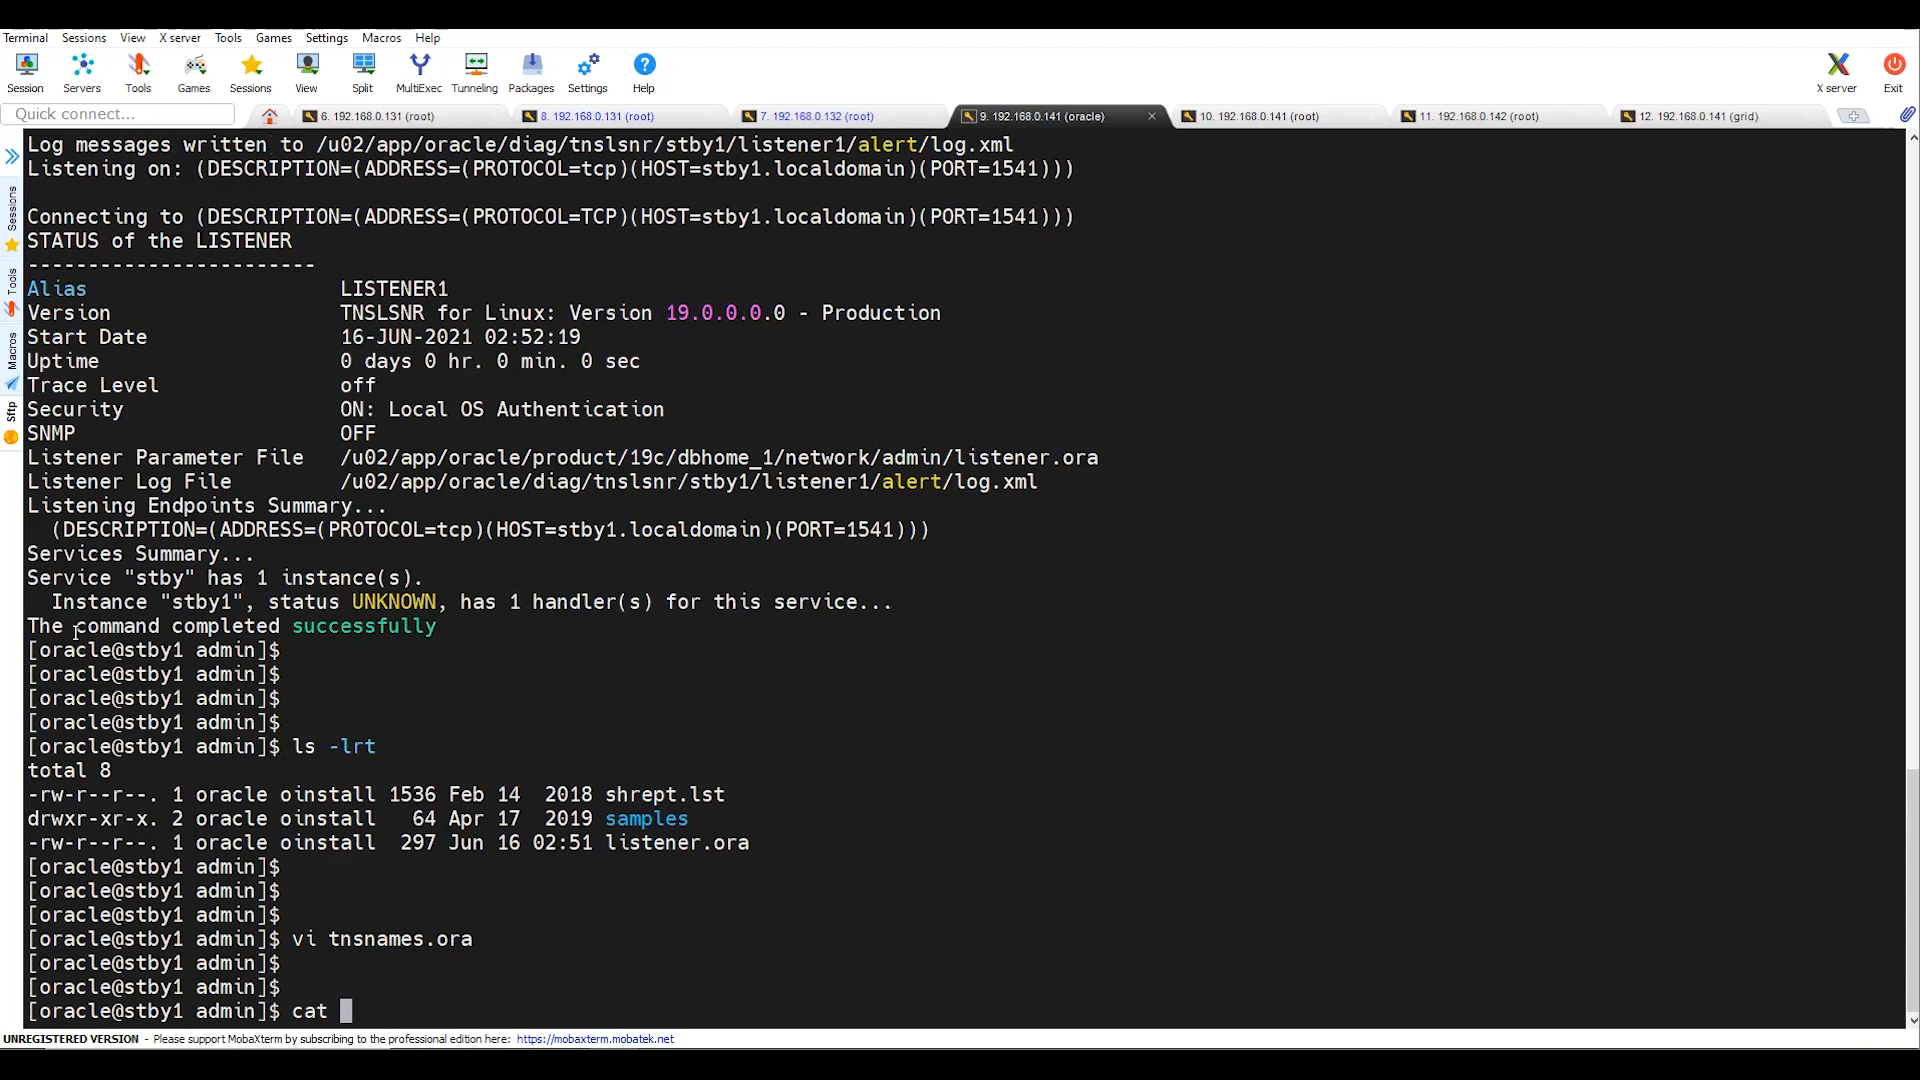 Terminal Sessions View X server Tools Games Settings Macros Help
Session Servers Tools Games Sessions View Split MultiExec Tunneling Packages Settings Help X server Exit
Quick connect... 6. 192.168.0.131 (root) 8. 192.168.0.131 (root) 7. 192.168.0.132 (root) 9. 192.168.0.141 (oracle) 10. 192.168.0.141 (root) 11. 192.168.0.142 (root) 12. 192.168.0.141 (grid)
Sessions
Tools
Macros
Sftp
Log messages written to /u02/app/oracle/diag/tnslsnr/stby1/listener1/alert/log.xml
Listening on: (DESCRIPTION=(ADDRESS=(PROTOCOL=tcp)(HOST=stby1.localdomain)(PORT=1541)))
Connecting to (DESCRIPTION=(ADDRESS=(PROTOCOL=TCP)(HOST=stby1.localdomain)(PORT=1541)))
STATUS of the LISTENER
------------------------
Alias LISTENER1
Version TNSLSNR for Linux: Version 19.0.0.0.0 - Production
Start Date 16-JUN-2021 02:52:19
Uptime 0 days 0 hr. 0 min. 0 sec
Trace Level off
Security ON: Local OS Authentication
SNMP OFF
Listener Parameter File /u02/app/oracle/product/19c/dbhome_1/network/admin/listener.ora
Listener Log File /u02/app/oracle/diag/tnslsnr/stby1/listener1/alert/log.xml
Listening Endpoints Summary...
(DESCRIPTION=(ADDRESS=(PROTOCOL=tcp)(HOST=stby1.localdomain)(PORT=1541)))
Services Summary...
Service "stby" has 1 instance(s).
Instance "stby1", status UNKNOWN, has 1 handler(s) for this service...
The command completed successfully
[oracle@stby1 admin]$
[oracle@stby1 admin]$
[oracle@stby1 admin]$
[oracle@stby1 admin]$
[oracle@stby1 admin]$ ls -lrt
total 8
-rw-r--r--. 1 oracle oinstall 1536 Feb 14 2018 shrept.lst
drwxr-xr-x. 2 oracle oinstall 64 Apr 17 2019 samples
-rw-r--r--. 1 oracle oinstall 297 Jun 16 02:51 listener.ora
[oracle@stby1 admin]$
[oracle@stby1 admin]$
[oracle@stby1 admin]$
[oracle@stby1 admin]$ vi tnsnames.ora
[oracle@stby1 admin]$
[oracle@stby1 admin]$
[oracle@stby1 admin]$ cat
UNREGISTERED VERSION - Please support MobaXterm by subscribing to the professional edition here: https://mobaxterm.mobatek.net